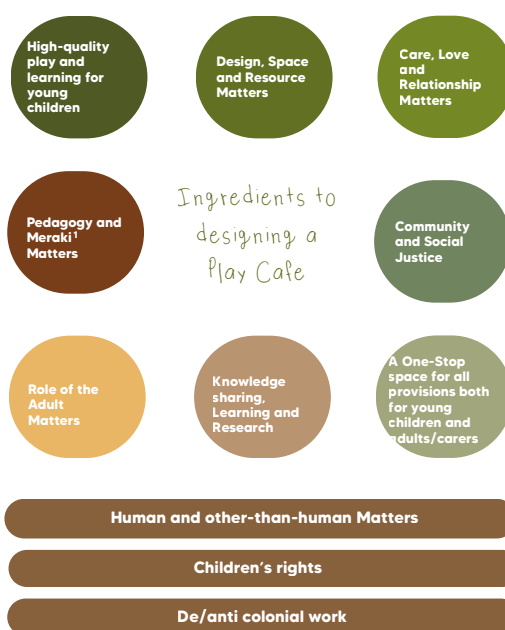 High-quality
play and
learning for
young
children
Design, Space
and Resource
Matters
Care, Love
and
Relationship
Matters
Pedagogy and
Meraki¹
Matters
Ingredients to
designing a
Play Cafe
Community
and Social
Justice
Role of the
Adult
Matters
Knowledge
sharing,
Learning and
Research
A One-Stop
space for all
provisions both
for young
children and
adults/carers
Human and other-than-human Matters
Children's rights
De/anti colonial work